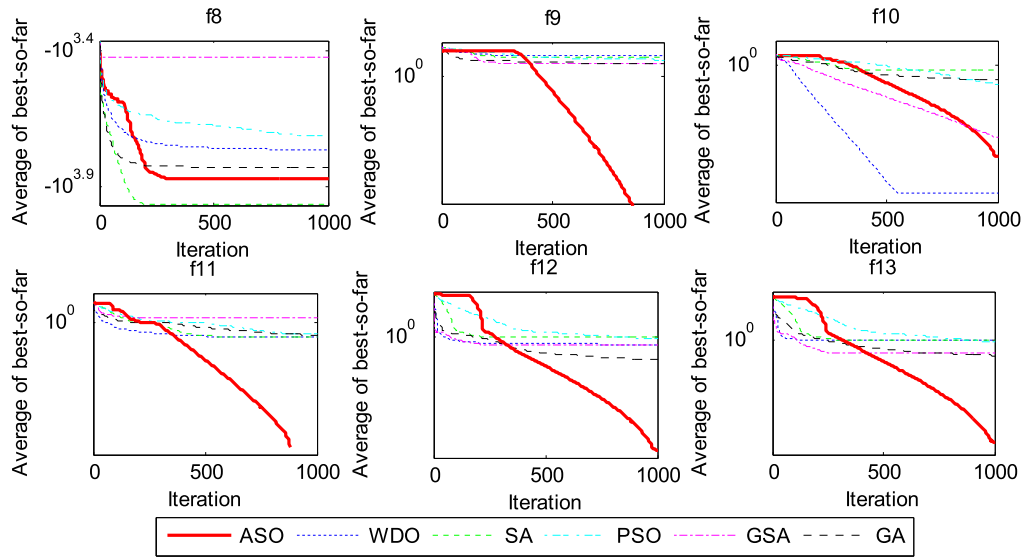 f8
f9
f10
-10^3.4
-10^3.9
Average of best-so-far
0 500 1000
Iteration
10^0
Average of best-so-far
0 500 1000
Iteration
10^0
Average of best-so-far
0 500 1000
Iteration
f11
f12
f13
10^0
Average of best-so-far
0 500 1000
Iteration
10^0
Average of best-so-far
0 500 1000
Iteration
10^0
Average of best-so-far
0 500 1000
Iteration
ASO WDO SA PSO GSA GA